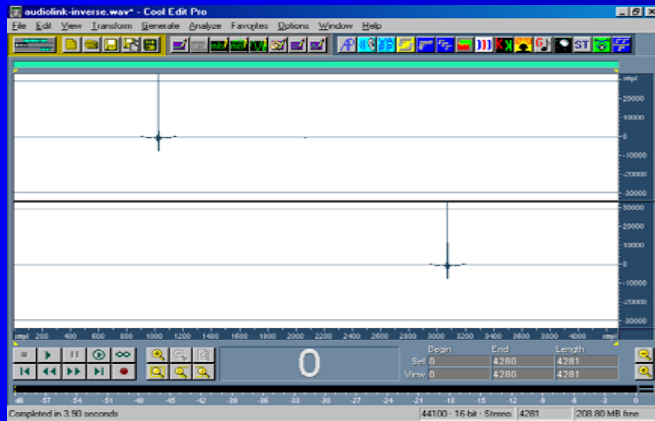 audiolink-inverse.wav* - Cool Edit Pro
File Edit View Transform Generate Analyze Favorites Options Window Help
smpl
20000
10000
0
-10000
-20000
-30000
30000
20000
10000
0
-10000
-20000
-30000
smpl 200 400 600 800 1000 1200 1400 1600 1800 2000 2200 2400 2600 2800 3000 3200 3400 3600 3800 4000 smpl
0
Begin End Length
Sel 0 4280 4281
View 0 4280 4281
dB -57 -54 -51 -48 -45 -42 -39 -36 -33 -30 -27 -24 -21 -18 -15 -12 -9 -6 -3 0
Completed in 3.90 seconds 44100 · 16-bit · Stereo 4281 208.80 MB free